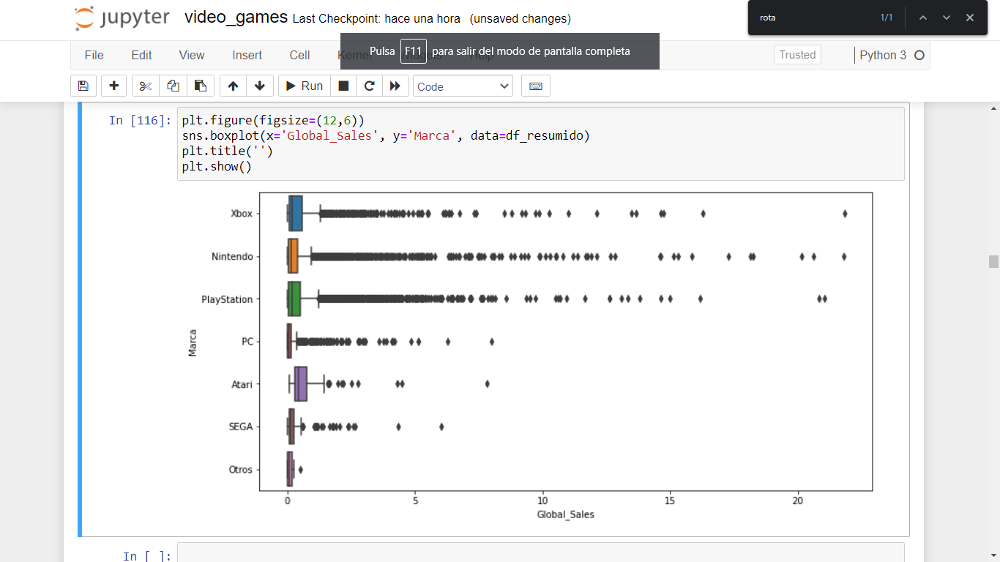 jupyter video_games Last Checkpoint: hace una hora (unsaved changes)
rota 1/1
Pulsa F11 para salir del modo de pantalla completa
File Edit View Insert Cell Kernel Widgets Help Trusted Python 3
Run Code
In [116]: plt.figure(figsize=(12,6))
sns.boxplot(x='Global_Sales', y='Marca', data=df_resumido)
plt.title('')
plt.show()
Xbox
Nintendo
PlayStation
PC
Atari
SEGA
Otros
Marca
0 5 10 15 20
Global_Sales
In [ ]: